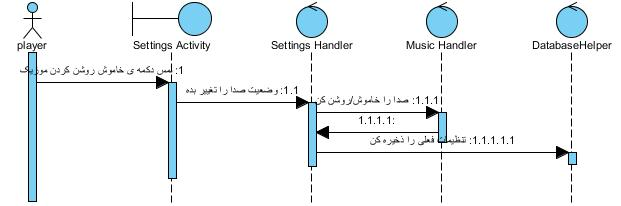 player
Settings Activity
Settings Handler
Music Handler
DatabaseHelper
1: لمس دکمه ی خاموش روشن کردن موزیک
1.1: وضعیت صدا را تغییر بده
1.1.1: صدا را خاموش/روشن کن
1.1.1.1:
1.1.1.1.1: تنظیمات فعلی را ذخیره کن